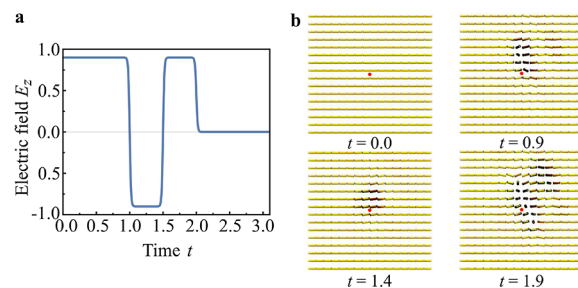 a
b
1.0
0.5
0.0
0.5
-1.0
Electric field E_z
0.0 0.5 1.0 1.5 2.0 2.5 3.0
Time t
t = 0.0
t = 0.9
t = 1.4
t = 1.9